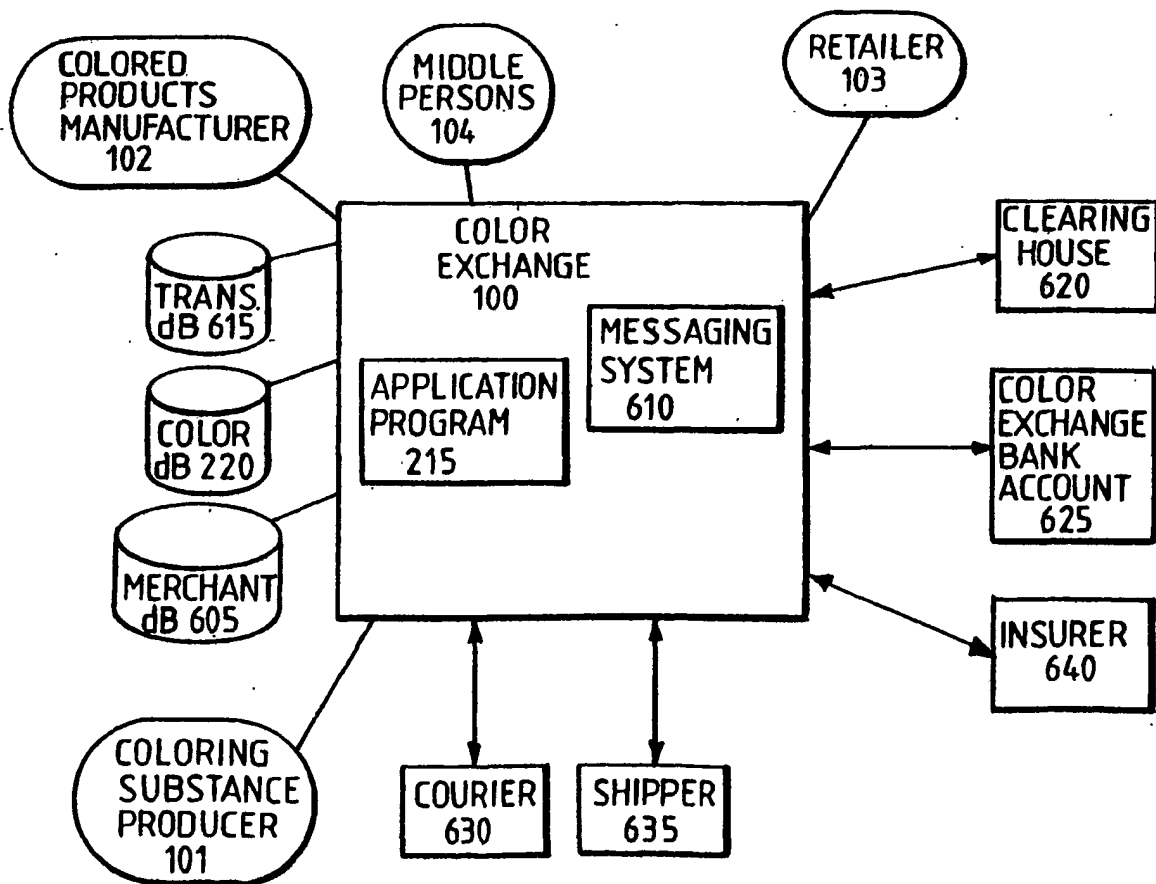 COLORED
PRODUCTS
MANUFACTURER
102
MIDDLE
PERSONS
104
RETAILER
103
TRANS.
dB 615
COLOR
dB 220
MERCHANT
dB 605
COLOR
EXCHANGE
100
APPLICATION
PROGRAM
215
MESSAGING
SYSTEM
610
CLEARING
HOUSE
620
COLOR
EXCHANGE
BANK
ACCOUNT
625
INSURER
640
COLORING
SUBSTANCE
PRODUCER
101
COURIER
630
SHIPPER
635